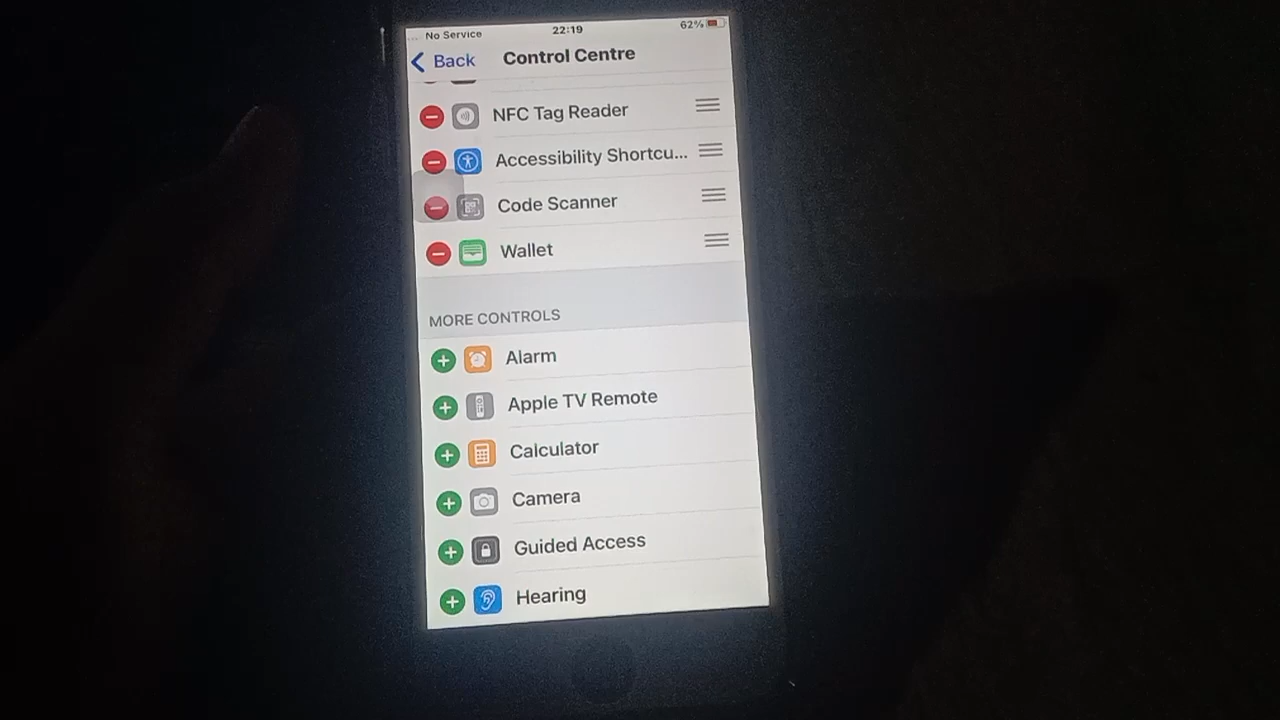 No Service 22:19 62%
Back Control Centre
NFC Tag Reader
Accessibility Shortcu...
Code Scanner
Wallet
MORE CONTROLS
Alarm
Apple TV Remote
Calculator
Camera
Guided Access
Hearing